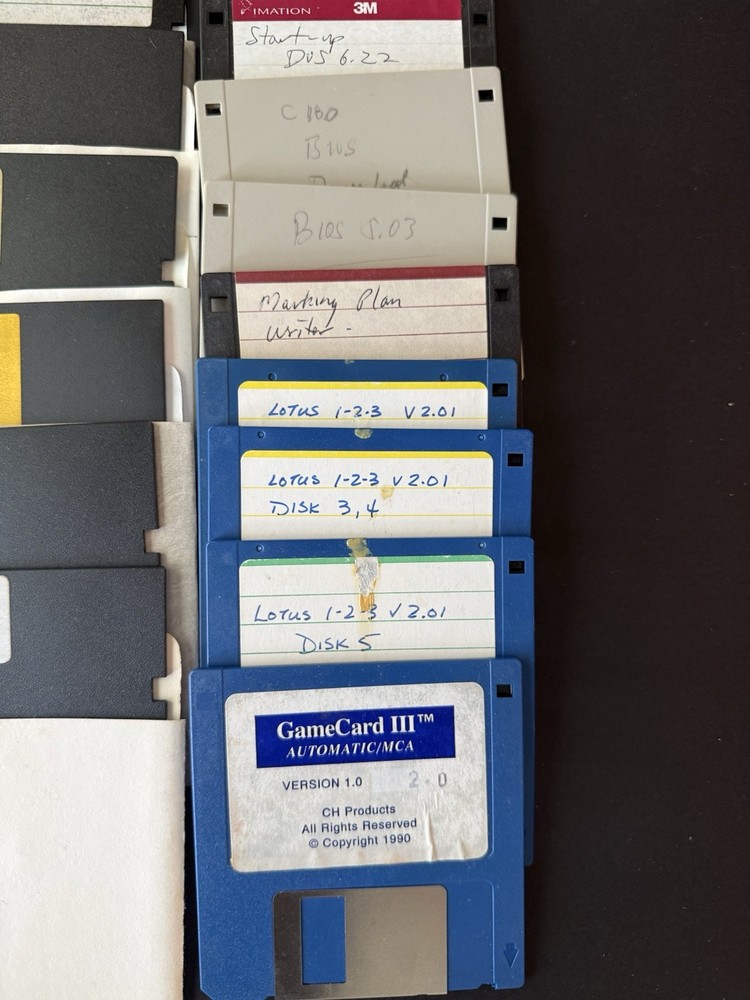 IMATION 3M
Start-up
DOS 6.22
C 180
BIOS
BIOS 5.03
Marking Plan
writer -
LOTUS 1-2-3 V 2.01
LOTUS 1-2-3 V 2.01
DISK 3,4
LOTUS 1-2-3 V 2.01
DISK 5
GameCard III™
AUTOMATIC/MCA
VERSION 1.0 2.0
CH Products
All Rights Reserved
© Copyright 1990